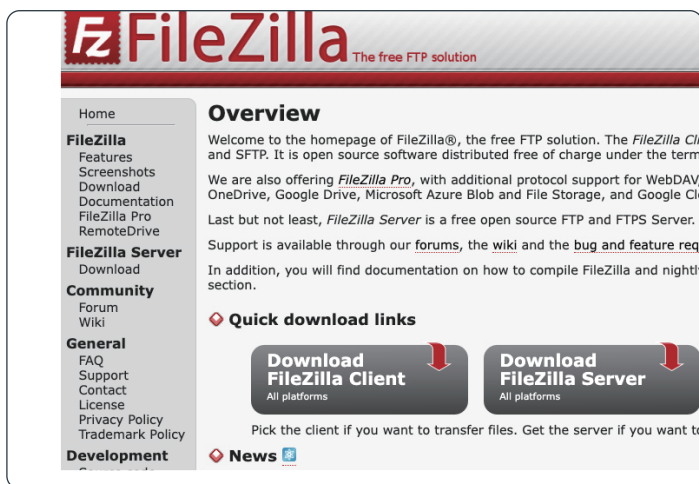 Fz FileZilla The free FTP solution
Home
FileZilla
Features
Screenshots
Download
Documentation
FileZilla Pro
RemoteDrive
FileZilla Server
Download
Community
Forum
Wiki
General
FAQ
Support
Contact
License
Privacy Policy
Trademark Policy
Development
Overview
Welcome to the homepage of FileZilla®, the free FTP solution. The FileZilla Cli
and SFTP. It is open source software distributed free of charge under the term
We are also offering FileZilla Pro, with additional protocol support for WebDAV,
OneDrive, Google Drive, Microsoft Azure Blob and File Storage, and Google Cl
Last but not least, FileZilla Server is a free open source FTP and FTPS Server.
Support is available through our forums, the wiki and the bug and feature req
In addition, you will find documentation on how to compile FileZilla and nightl
section.
Quick download links
Download
FileZilla Client
All platforms
Download
FileZilla Server
All platforms
Pick the client if you want to transfer files. Get the server if you want to
News